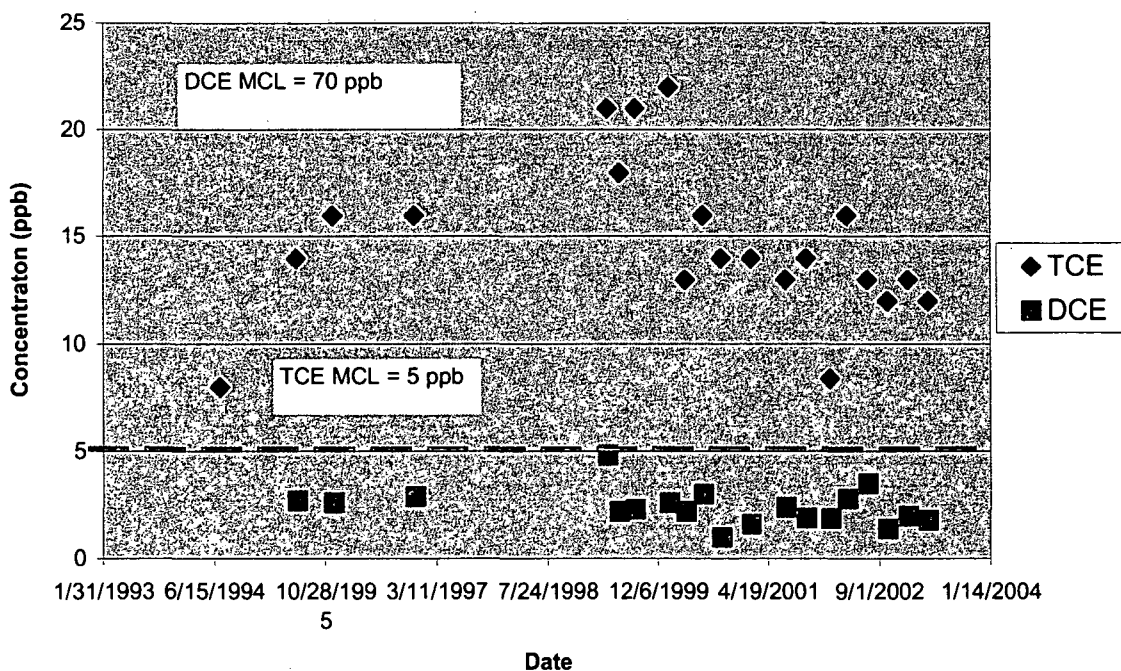 25
DCE MCL = 70 ppb
20
15
10
TCE MCL = 5 ppb
5
0
Concentraton (ppb)
TCE
DCE
1/31/1993 6/15/1994 10/28/199 3/11/1997 7/24/1998 12/6/1999 4/19/2001 9/1/2002 1/14/2004
5
Date